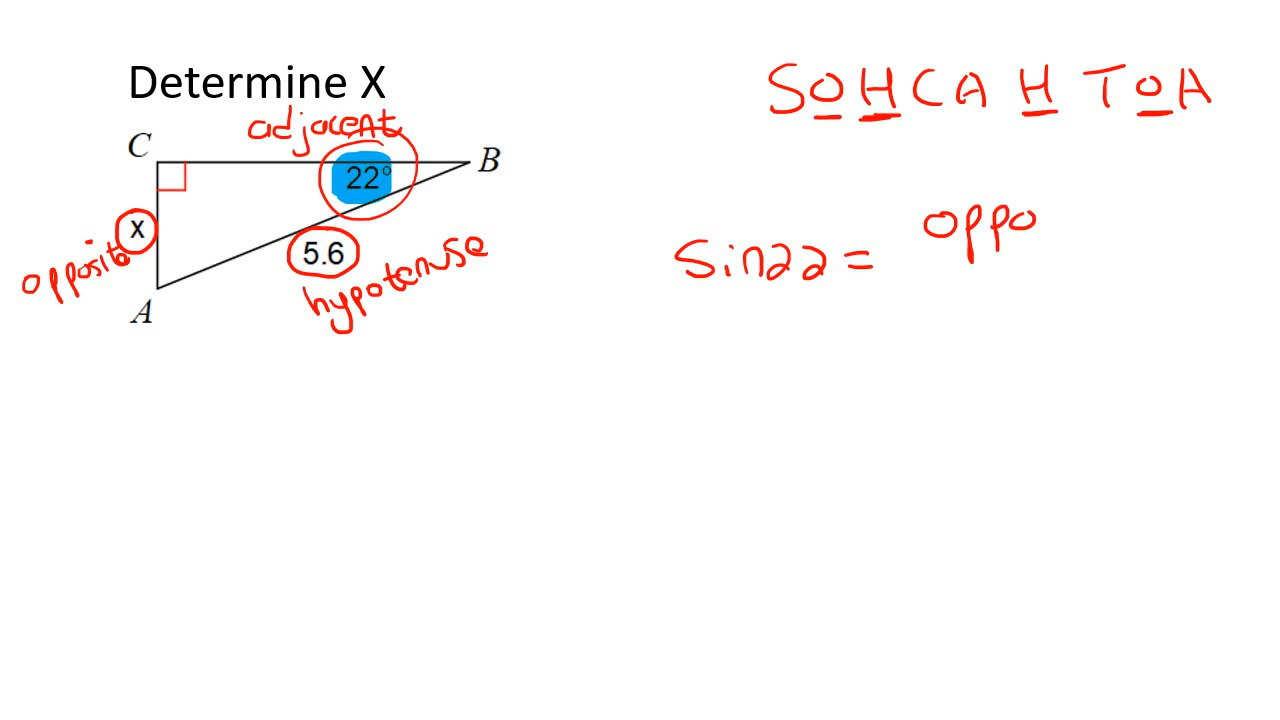 Determine X
SOHCAHTOA
adjacent
C
B
22°
x
opposite
5.6
hypotenuse
A
Sin22 =
oppo